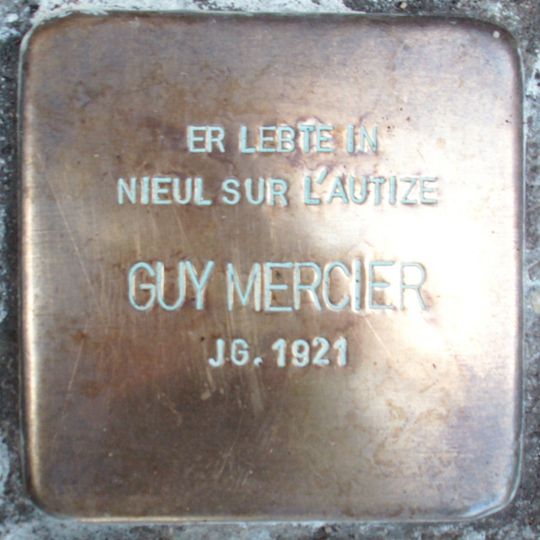 ER LEBTE IN
NIEUL SUR L'AUTIZE
GUY MERCIER
JG. 1921